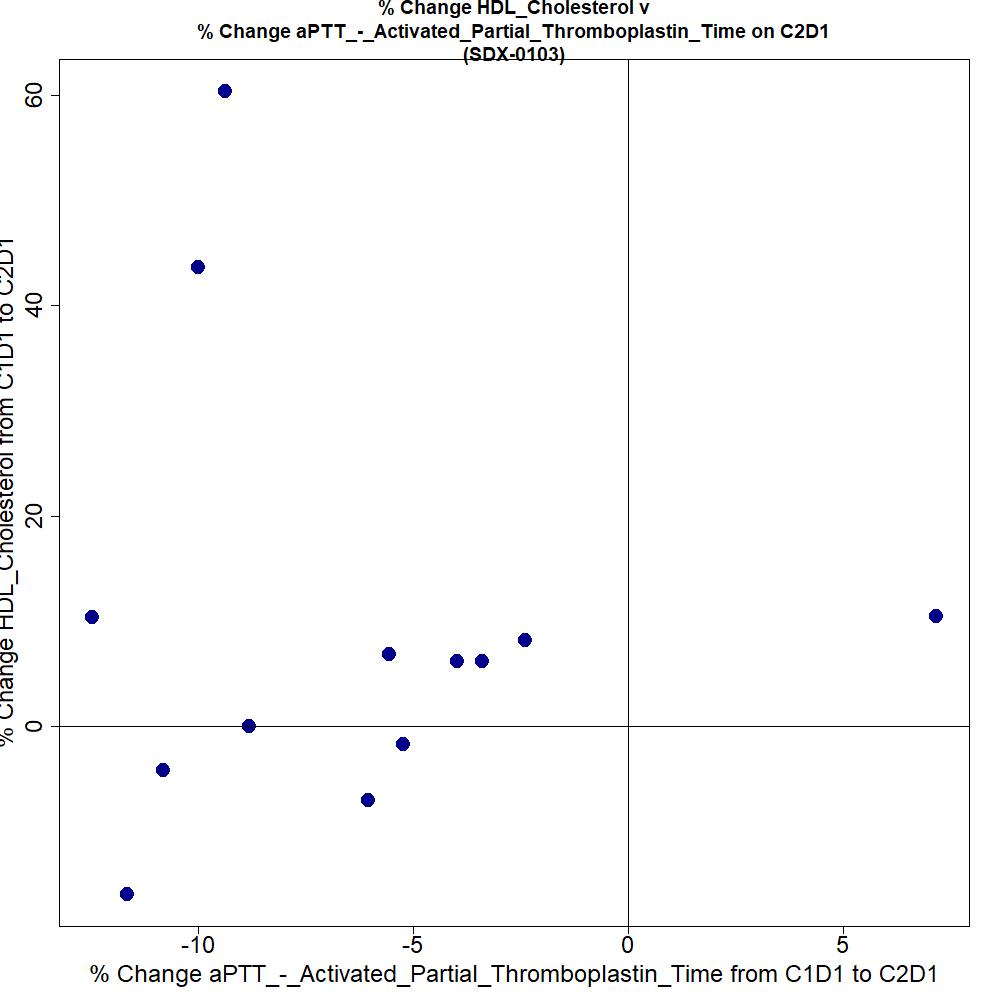 % Change HDL_Cholesterol v
% Change aPTT_-_Activated_Partial_Thromboplastin_Time on C2D1
(SDX-0103)
% Change HDL_Cholesterol from C1D1 to C2D1
60
40
20
0
-10
-5
0
5
% Change aPTT_-_Activated_Partial_Thromboplastin_Time from C1D1 to C2D1